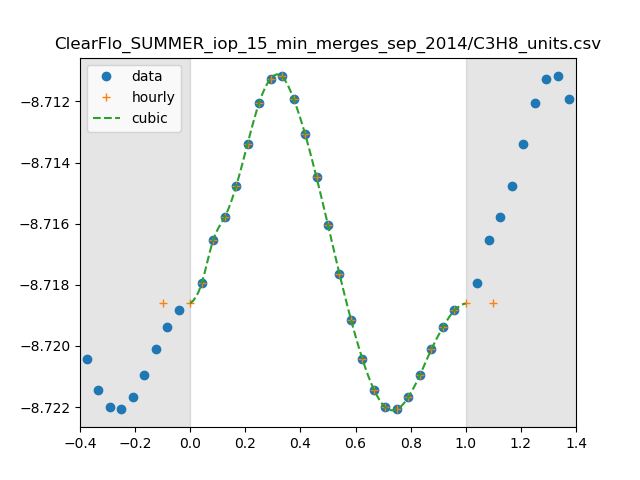 ClearFlo_SUMMER_iop_15_min_merges_sep_2014/C3H8_units.csv
data
hourly
cubic
−8.712
−8.714
−8.716
−8.718
−8.720
−8.722
−0.4 −0.2 0.0 0.2 0.4 0.6 0.8 1.0 1.2 1.4